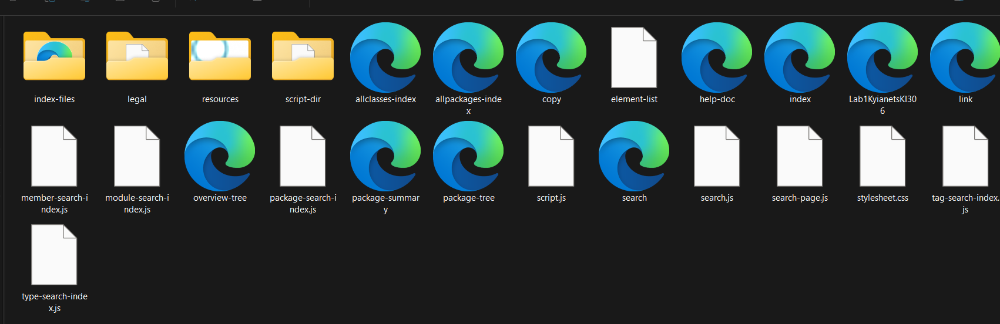 index-files
legal
resources
script-dir
allclasses-index
allpackages-inde
x
copy
element-list
help-doc
index
Lab1KyianetsKI30
6
link
member-search-i
ndex.js
module-search-i
ndex.js
overview-tree
package-search-i
ndex.js
package-summar
y
package-tree
script.js
search
search.js
search-page.js
stylesheet.css
tag-search-index.
js
type-search-inde
x.js